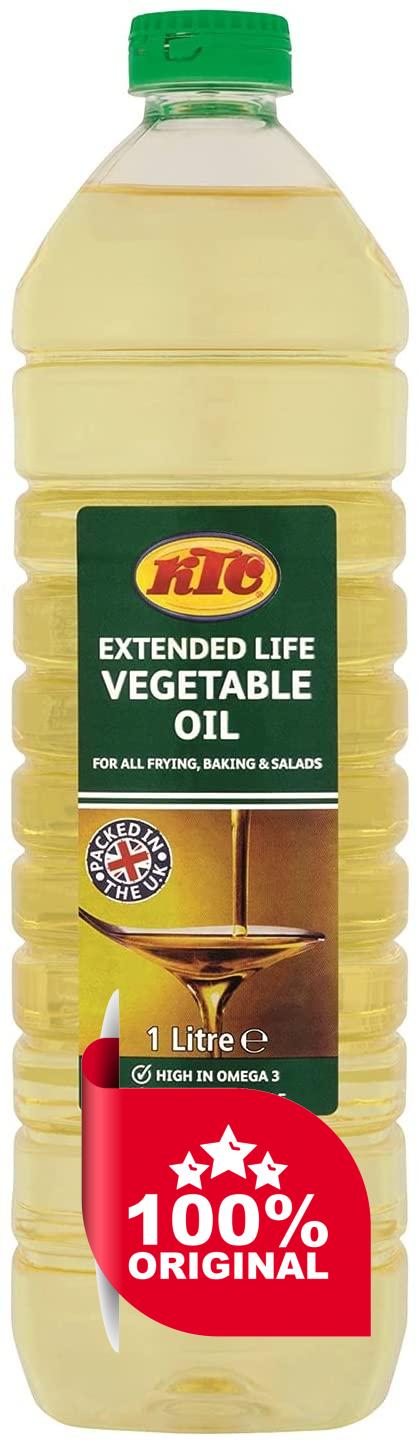 KTC ®
EXTENDED LIFE
VEGETABLE
OIL
FOR ALL FRYING, BAKING & SALADS
PACKED IN
THE U.K
1 Litre ℮
HIGH IN OMEGA 3
100%
ORIGINAL